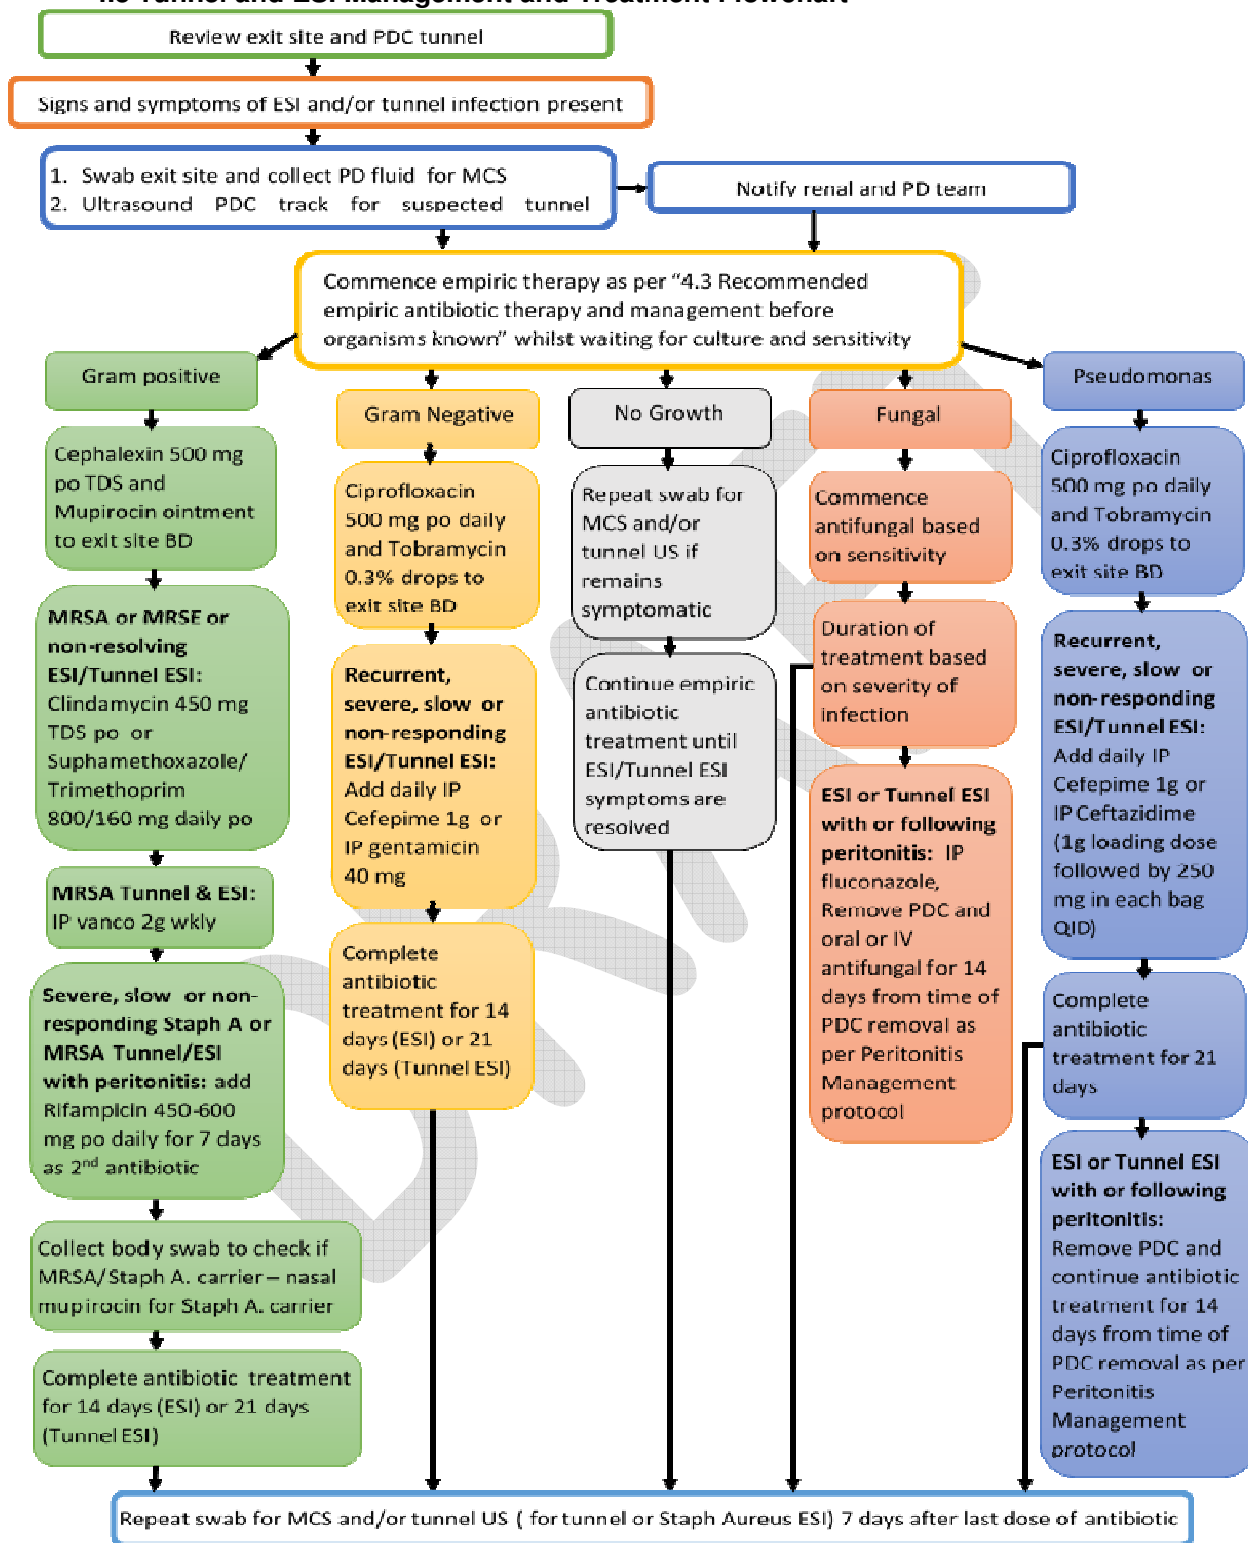 4.8 Tunnel and ESI Management and Treatment Flowchart
Review exit site and PDC tunnel
Signs and symptoms of ESI and/or tunnel infection present
1. Swab exit site and collect PD fluid for MCS
2. Ultrasound PDC track for suspected tunnel
Notify renal and PD team
Commence empiric therapy as per “4.3 Recommended
empiric antibiotic therapy and management before
organisms known” whilst waiting for culture and sensitivity
Gram positive
Cephalexin 500 mg
po TDS and
Mupirocin ointment
to exit site BD
MRSA or MRSE or
non-resolving
ESI/Tunnel ESI:
Clindamycin 450 mg
TDS po or
Suphamethoxazole/
Trimethoprim
800/160 mg daily po
MRSA Tunnel & ESI:
IP vanco 2g wkly
Severe, slow or non-
responding Staph A or
MRSA Tunnel/ESI
with peritonitis: add
Rifampicin 450-600
mg po daily for 7 days
as 2nd antibiotic
Collect body swab to check if
MRSA/Staph A. carrier – nasal
mupirocin for Staph A. carrier
Complete antibiotic treatment
for 14 days (ESI) or 21 days
(Tunnel ESI)
Gram Negative
Ciprofloxacin
500 mg po daily
and Tobramycin
0.3% drops to
exit site BD
Recurrent,
severe, slow or
non-responding
ESI/Tunnel ESI:
Add daily IP
Cefepime 1g or
IP gentamicin
40 mg
Complete
antibiotic
treatment for 14
days (ESI) or 21
days (Tunnel ESI)
No Growth
Repeat swab for
MCS and/or
tunnel US if
remains
symptomatic
Continue empiric
antibiotic
treatment until
ESI/Tunnel ESI
symptoms are
resolved
Fungal
Commence
antifungal based
on sensitivity
Duration of
treatment based
on severity of
infection
ESI or Tunnel ESI
with or following
peritonitis: IP
fluconazole,
Remove PDC and
oral or IV
antifungal for 14
days from time of
PDC removal as
per Peritonitis
Management
protocol
Pseudomonas
Ciprofloxacin
500 mg po daily
and Tobramycin
0.3% drops to
exit site BD
Recurrent,
severe, slow or
non-responding
ESI/Tunnel ESI:
Add daily IP
Cefepime 1g or
IP Ceftazidime
(1g loading dose
followed by 250
mg in each bag
QID)
Complete
antibiotic
treatment for 21
days
ESI or Tunnel ESI
with or following
peritonitis:
Remove PDC and
continue antibiotic
treatment for 14
days from time of
PDC removal as per
Peritonitis
Management
protocol
Repeat swab for MCS and/or tunnel US ( for tunnel or Staph Aureus ESI) 7 days after last dose of antibiotic
DRAFT